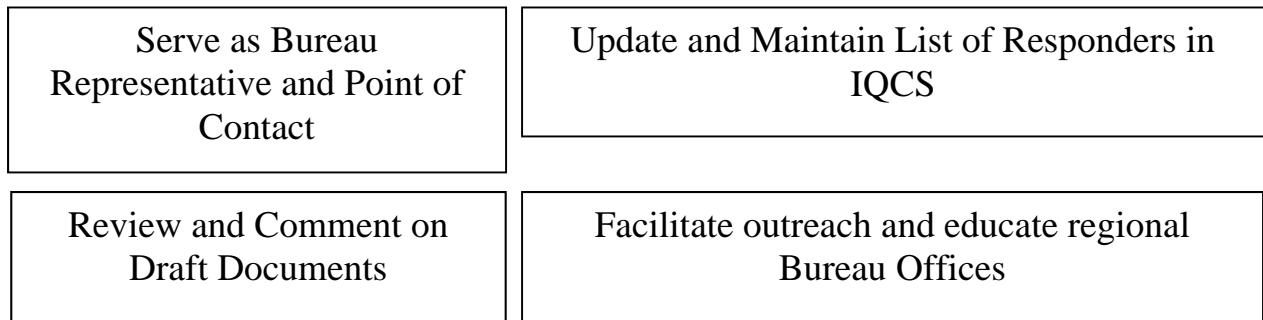 Serve as Bureau
Representative and Point of
Contact
Update and Maintain List of Responders in
IQCS
Review and Comment on
Draft Documents
Facilitate outreach and educate regional
Bureau Offices